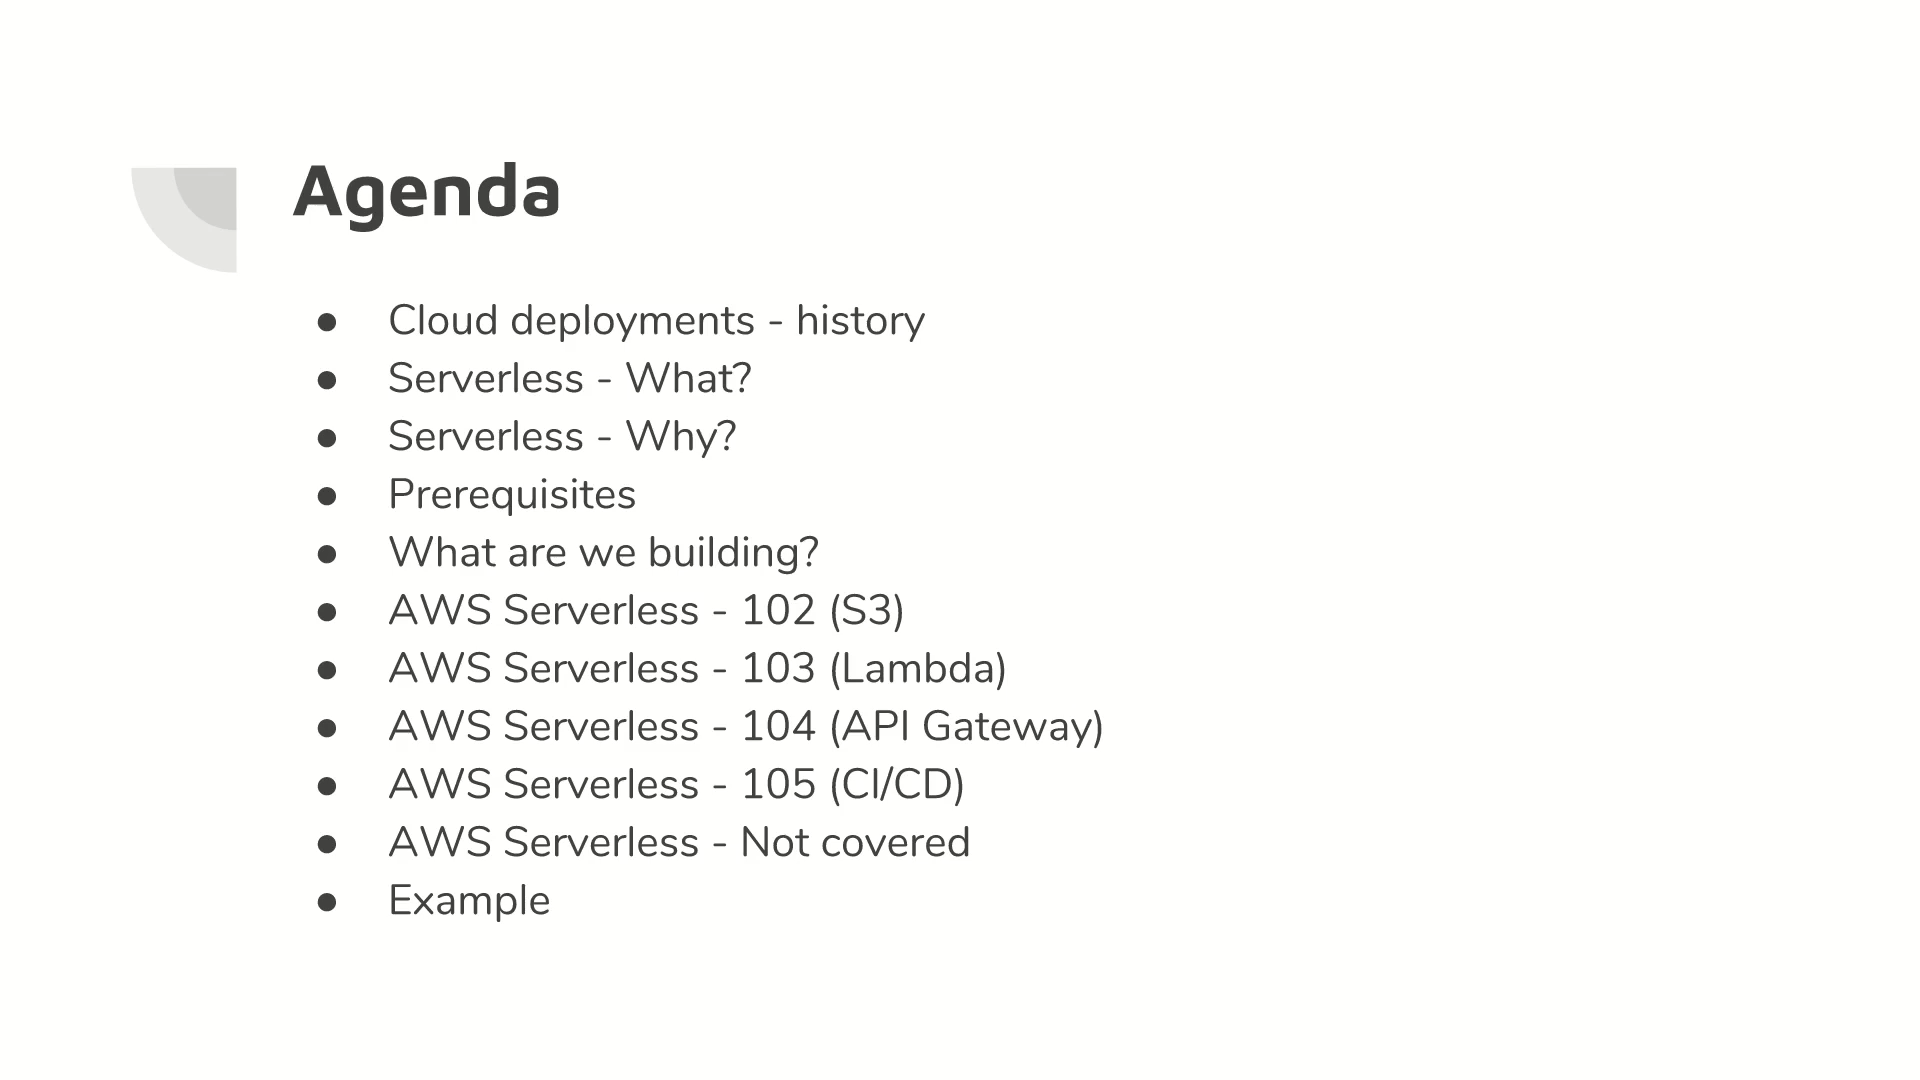 Agenda
● Cloud deployments - history
● Serverless - What?
● Serverless - Why?
● Prerequisites
● What are we building?
● AWS Serverless - 102 (S3)
● AWS Serverless - 103 (Lambda)
● AWS Serverless - 104 (API Gateway)
● AWS Serverless - 105 (CI/CD)
● AWS Serverless - Not covered
● Example